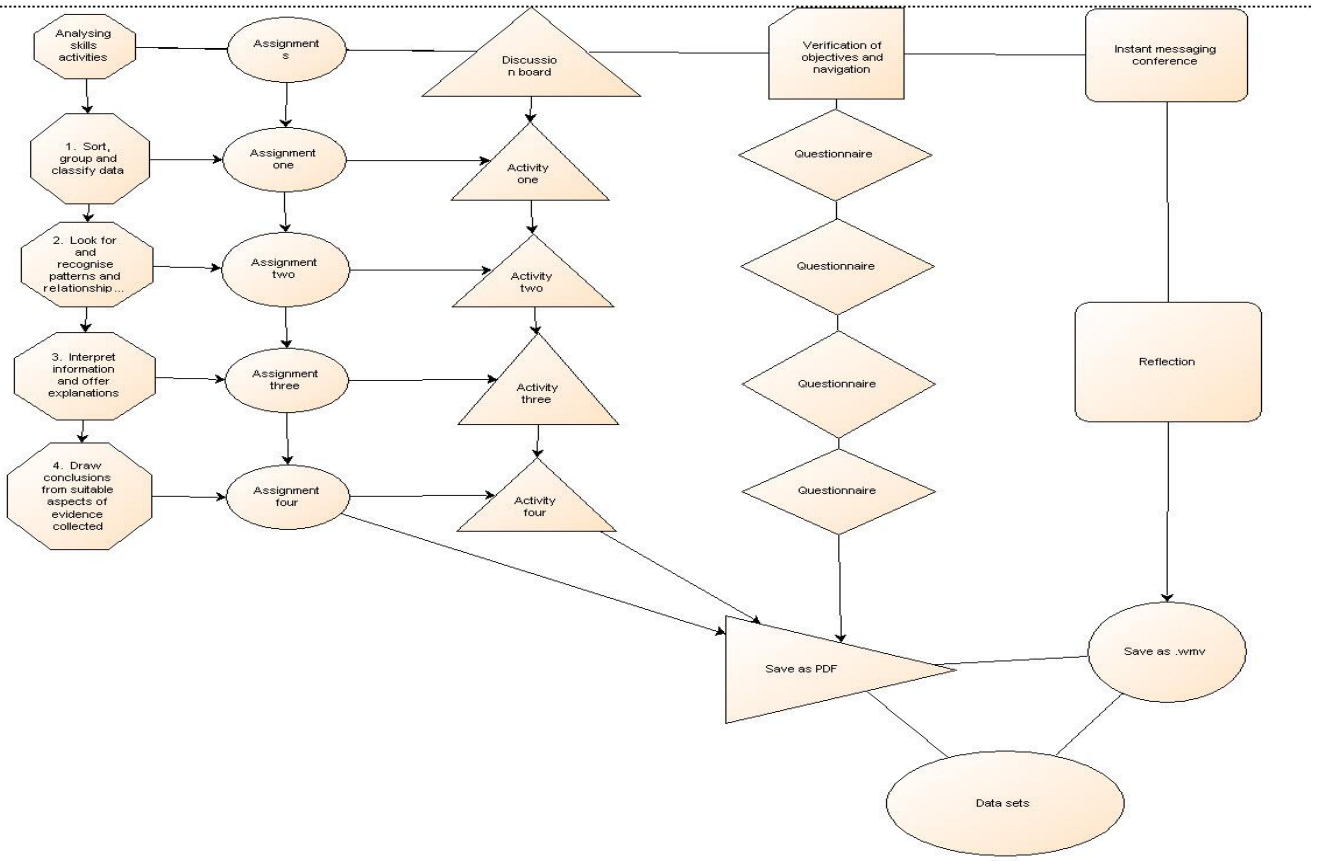 Analysing
skills
activities
Assignment
s
Discussio
n board
Verification of
objectives and
navigation
Instant messaging
conference
1. Sort,
group and
classify data
Assignment
one
Activity
one
Questionnaire
2. Look for
and
recognise
patterns and
relationship...
Assignment
two
Activity
two
Questionnaire
3. Interpret
information
and offer
explanations
Assignment
three
Activity
three
Questionnaire
Reflection
4. Draw
conclusions
from suitable
aspects of
evidence
collected
Assignment
four
Activity
four
Questionnaire
Save as PDF
Save as .wmv
Data sets